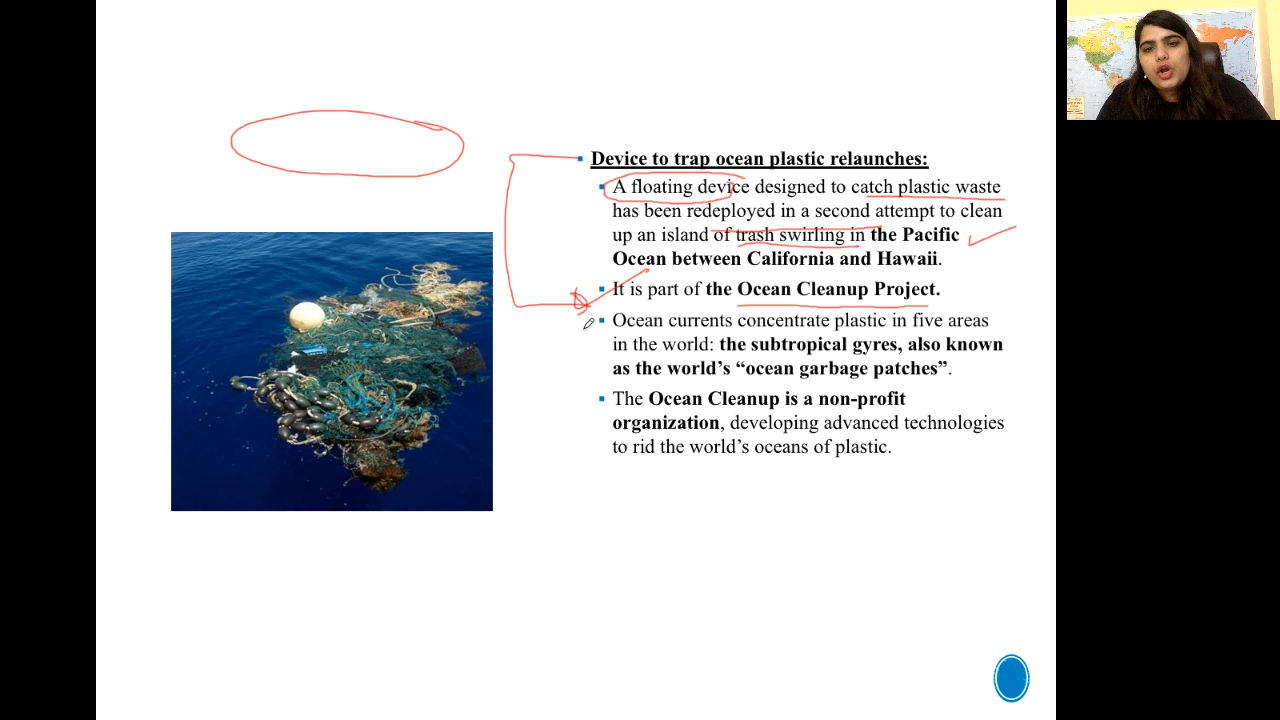 Device to trap ocean plastic relaunches:
A floating device designed to catch plastic waste
has been redeployed in a second attempt to clean
up an island of trash swirling in the Pacific
Ocean between California and Hawaii.
It is part of the Ocean Cleanup Project.
Ocean currents concentrate plastic in five areas
in the world: the subtropical gyres, also known
as the world’s “ocean garbage patches”.
The Ocean Cleanup is a non-profit
organization, developing advanced technologies
to rid the world’s oceans of plastic.